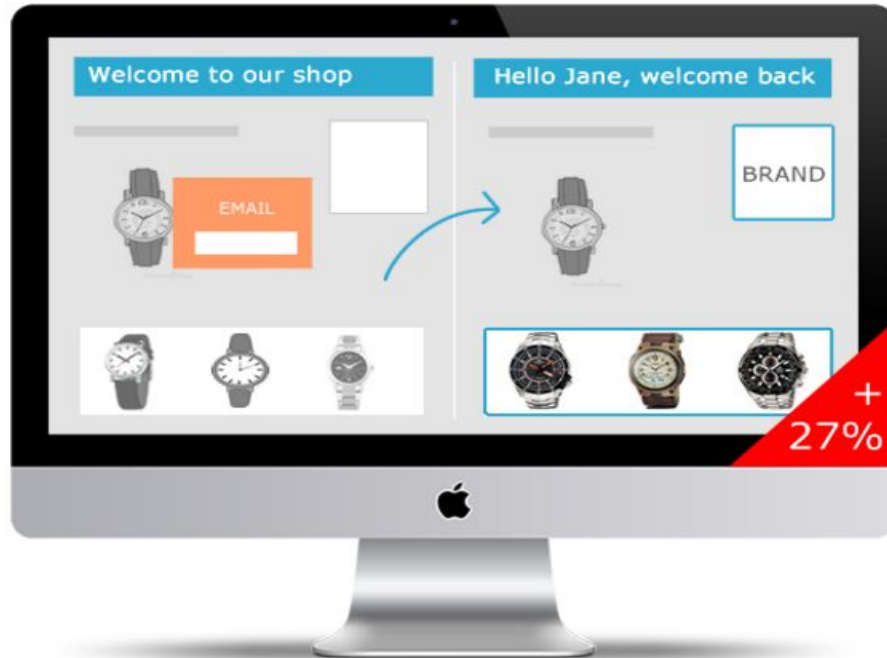 Welcome to our shop
EMAIL
Hello Jane, welcome back
BRAND
+
27%